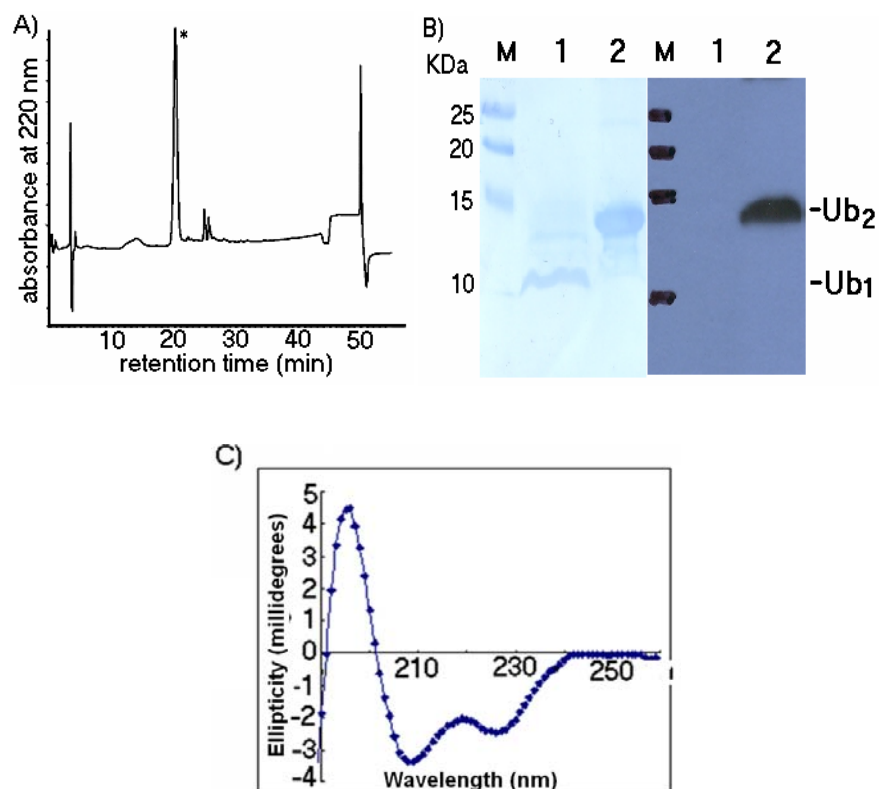 A)
absorbance at 220 nm
*
10 20 30 40 50
retention time (min)
B)
KDa M 1 2 M 1 2
25
20
15
10
-Ub2
-Ub1
C)
Ellipticity (millidegrees)
5
4
3
2
1
0
-1
-2
-3
-4
210 230 250
Wavelength (nm)